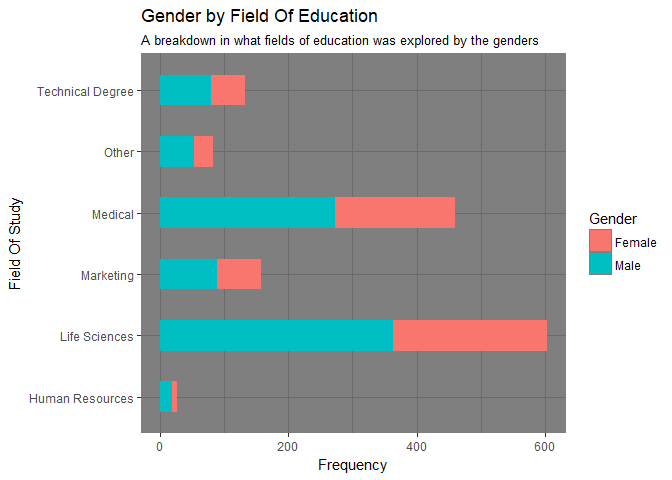 Gender by Field Of Education
A breakdown in what fields of education was explored by the genders
Field Of Study
Technical Degree
Other
Medical
Marketing
Life Sciences
Human Resources
0 200 400 600
Frequency
Gender
Female
Male